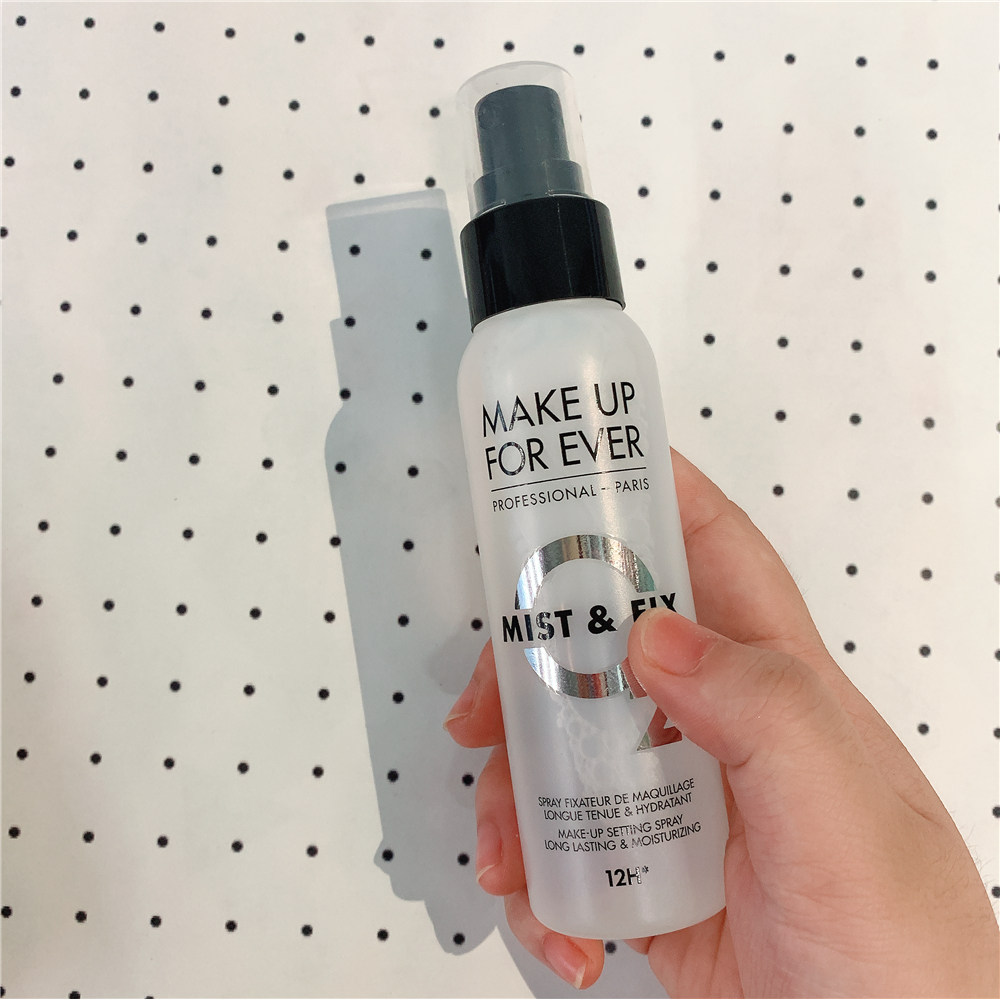 MAKE UP
FOR EVER
PROFESSIONAL – PARIS
MIST & FIX
SPRAY FIXATEUR DE MAQUILLAGE
LONGUE TENUE & HYDRATANT
MAKE-UP SETTING SPRAY
LONG LASTING & MOISTURIZING
12H*